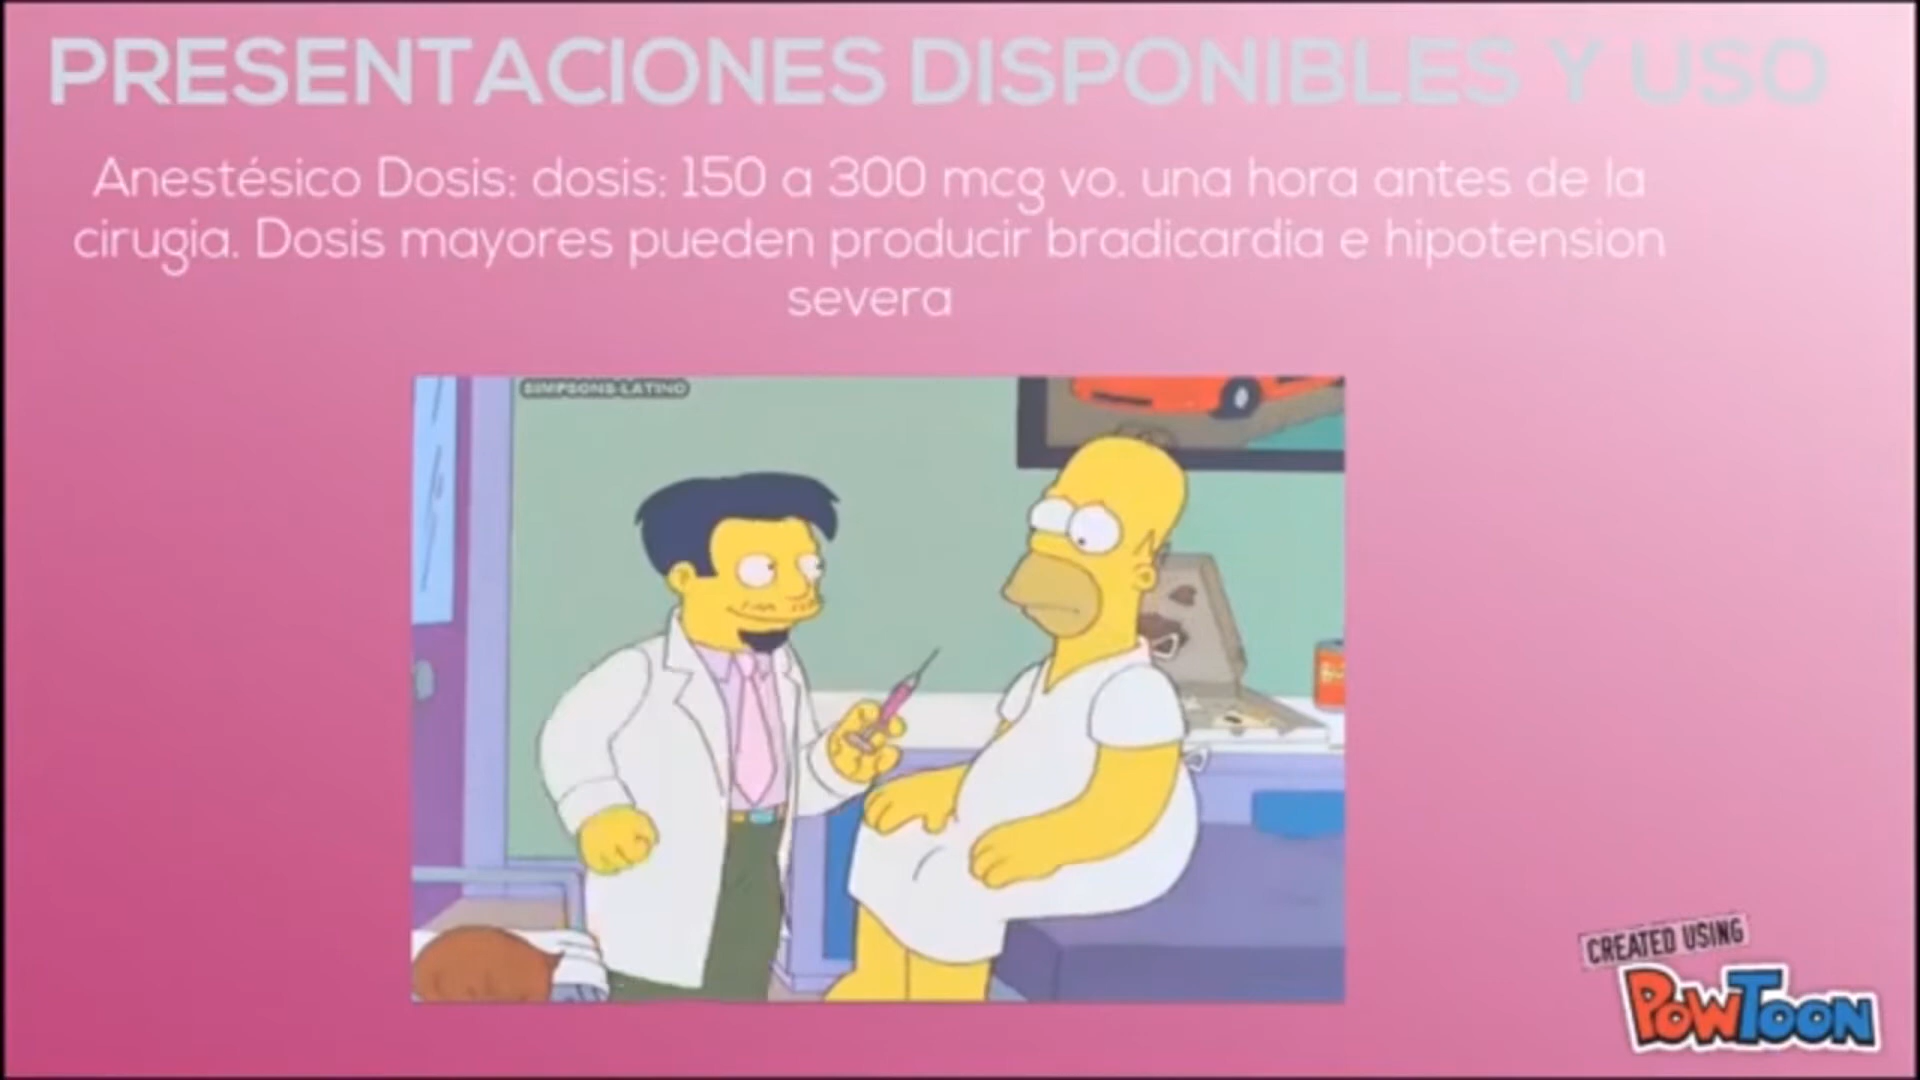 PRESENTACIONES DISPONIBLES Y USO
Anestésico Dosis: dosis: 150 a 300 mcg vo. una hora antes de la
cirugia. Dosis mayores pueden producir bradicardia e hipotension
severa
SIMPSONS-LATINO
CREATED USING
POWTOON